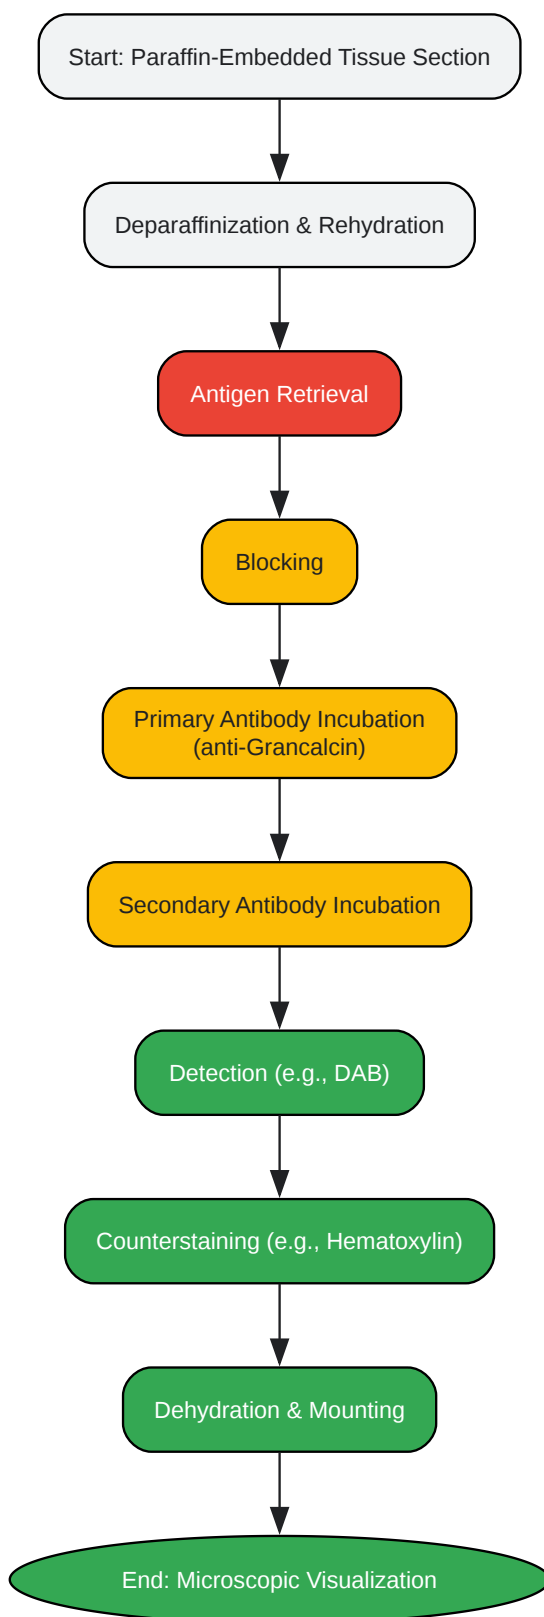 Start: Paraffin-Embedded Tissue Section
Deparaffinization & Rehydration
Antigen Retrieval
Blocking
Primary Antibody Incubation
(anti-Grancalcin)
Secondary Antibody Incubation
Detection (e.g., DAB)
Counterstaining (e.g., Hematoxylin)
Dehydration & Mounting
End: Microscopic Visualization